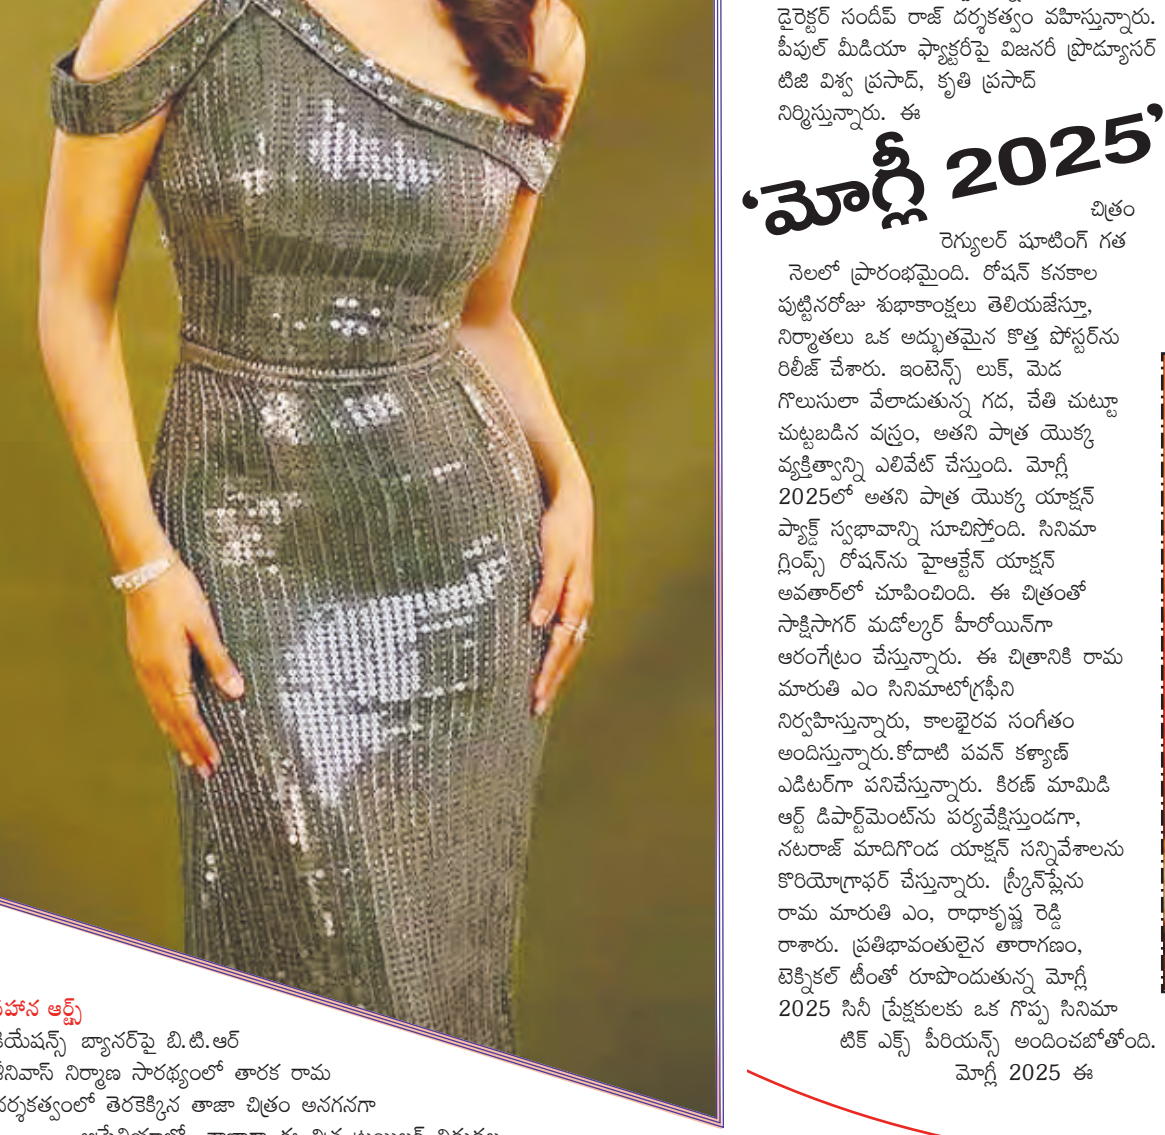 డైరెక్టర్ సందీప్ రాజ్ దర్శకత్వం వహిస్తున్నారు.
పీపుల్ మీడియా ఫ్యాక్టరీపై విజనరీ ప్రొడ్యూసర్
టిజి విశ్వ ప్రసాద్, కృతి ప్రసాద్
నిర్మిస్తున్నారు. ఈ
‘మోగ్లీ 2025’
చిత్రం
రెగ్యులర్ షూటింగ్ గత
నెలలో ప్రారంభమైంది. రోషన్ కనకాల
పుట్టినరోజు శుభాకాంక్షలు తెలియజేస్తూ,
నిర్మాతలు ఒక అద్భుతమైన కొత్త పోస్టర్‌ను
రిలీజ్ చేశారు. ఇంటెన్స్ లుక్, మెడ
గొలుసులా వేలాడుతున్న గద, చేతి చుట్టూ
చుట్టబడిన వస్త్రం, అతని పాత్ర యొక్క
వ్యక్తిత్వాన్ని ఎలివేట్ చేస్తుంది. మోగ్లీ
2025లో అతని పాత్ర యొక్క యాక్షన్
ప్యాక్డ్ స్వభావాన్ని సూచిస్తోంది. సినిమా
గ్లింప్స్ రోషన్‌ను హైఆక్టేన్ యాక్షన్
అవతార్‌లో చూపించింది. ఈ చిత్రంతో
సాక్షిసాగర్ మడోల్కర్ హీరోయిన్‌గా
ఆరంగేట్రం చేస్తున్నారు. ఈ చిత్రానికి రామ
మారుతి ఎం సినిమాటోగ్రఫీని
నిర్వహిస్తున్నారు, కాలభైరవ సంగీతం
అందిస్తున్నారు.కోదాటి పవన్ కళ్యాణ్
ఎడిటర్‌గా పనిచేస్తున్నారు. కిరణ్ మామిడి
ఆర్ట్ డిపార్ట్‌మెంట్‌ను పర్యవేక్షిస్తుండగా,
నటరాజ్ మాదిగొండ యాక్షన్ సన్నివేశాలను
కొరియోగ్రాఫర్ చేస్తున్నారు. స్క్రీన్‌ప్లేను
రామ మారుతి ఎం, రాధాకృష్ణ రెడ్డి
రాశారు. ప్రతిభావంతులైన తారాగణం,
టెక్నికల్ టీంతో రూపొందుతున్న మోగ్లీ
2025 సినీ ప్రేక్షకులకు ఒక గొప్ప సినిమా
టిక్ ఎక్స్ పీరియన్స్ అందించబోతోంది.
మోగ్లీ 2025 ఈ
ఆర్ట్స్
బ్యానర్‌పై బి.టి.ఆర్
నిర్మాణ సారథ్యంలో తారక రామ
తెరకెక్కిన తాజా చిత్రం అనగనగా